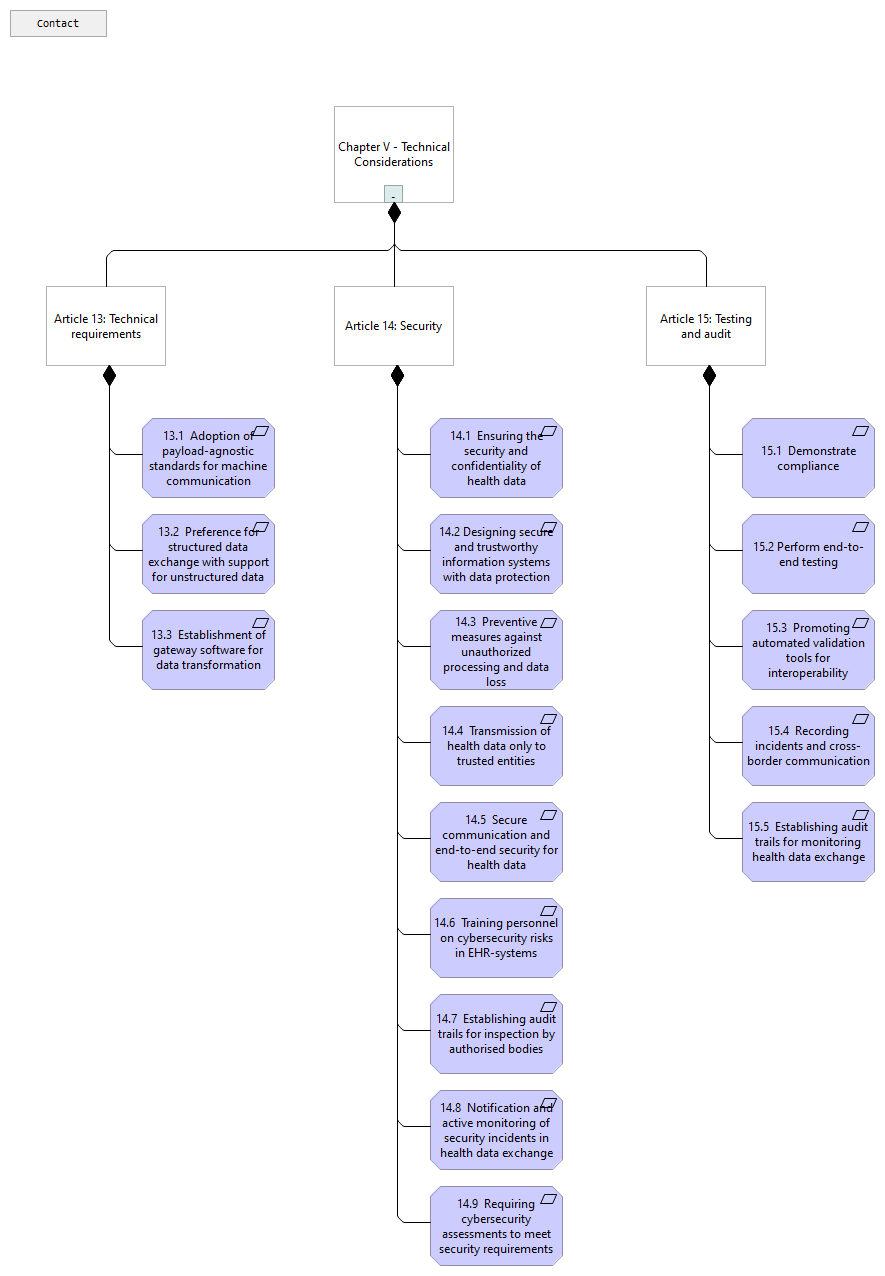 Contact
Chapter V - Technical
Considerations
-
Article 13: Technical
requirements
Article 14: Security
Article 15: Testing
and audit
13.1  Adoption of
payload-agnostic
standards for machine
communication
13.2  Preference for
structured data
exchange with support
for unstructured data
13.3  Establishment of
gateway software for
data transformation
14.1  Ensuring the
security and
confidentiality of
health data
14.2 Designing secure
and trustworthy
information systems
with data protection
14.3  Preventive
measures against
unauthorized
processing and data
loss
14.4  Transmission of
health data only to
trusted entities
14.5  Secure
communication and
end-to-end security for
health data
14.6  Training personnel
on cybersecurity risks
in EHR-systems
14.7  Establishing audit
trails for inspection by
authorised bodies
14.8  Notification and
active monitoring of
security incidents in
health data exchange
14.9  Requiring
cybersecurity
assessments to meet
security requirements
15.1  Demonstrate
compliance
15.2 Perform end-to-
end testing
15.3  Promoting
automated validation
tools for
interoperability
15.4  Recording
incidents and cross-
border communication
15.5  Establishing audit
trails for monitoring
health data exchange